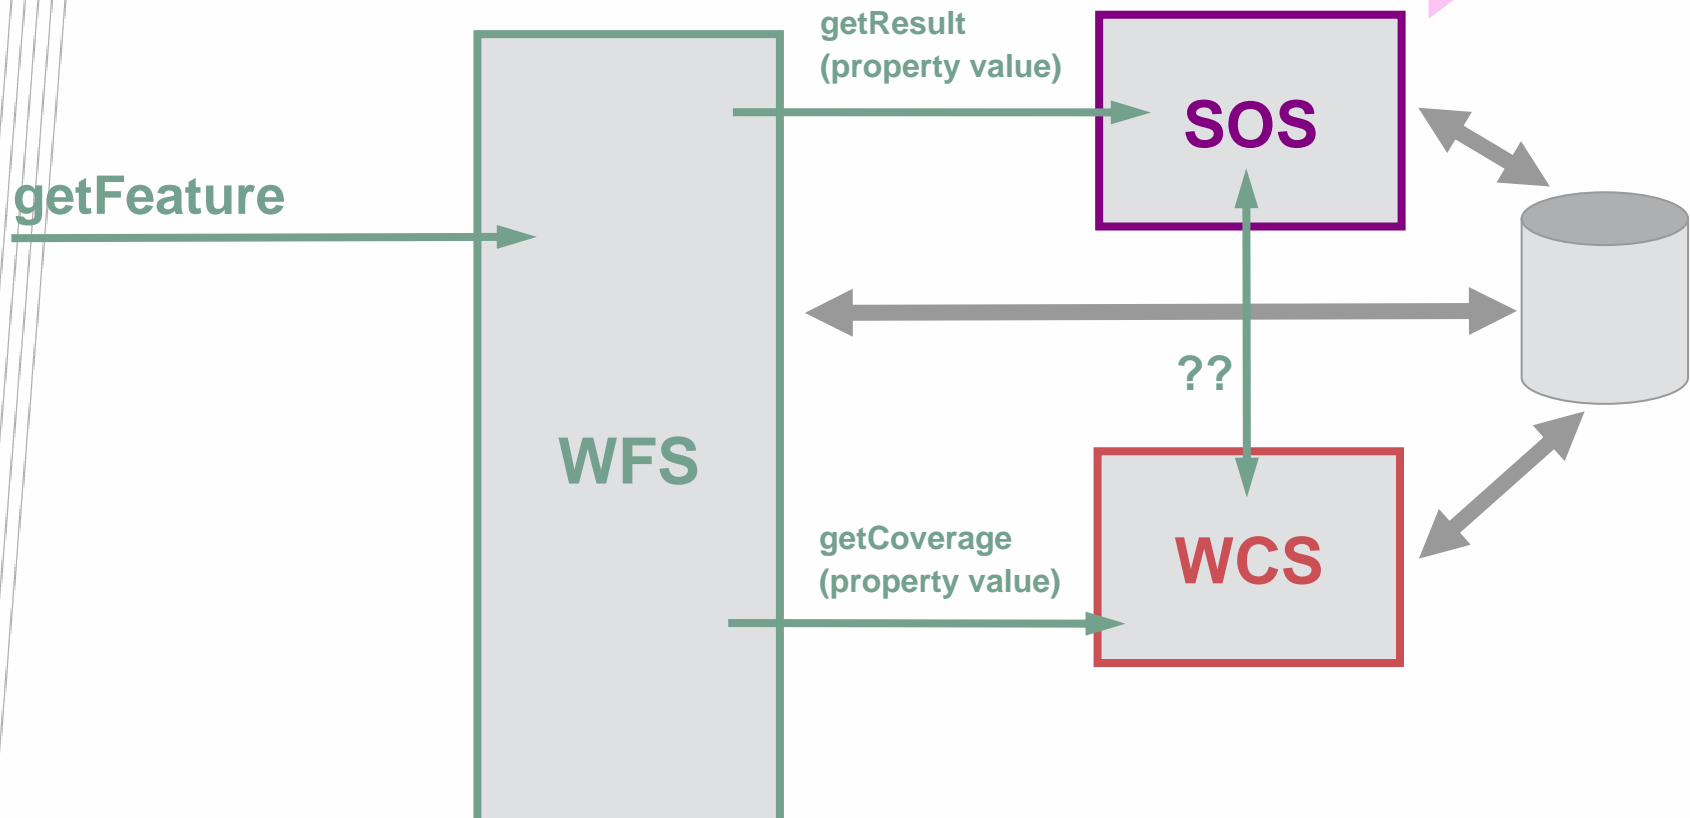 getResult
(property value)
SOS
getFeature
??
WFS
getCoverage
(property value)
WCS